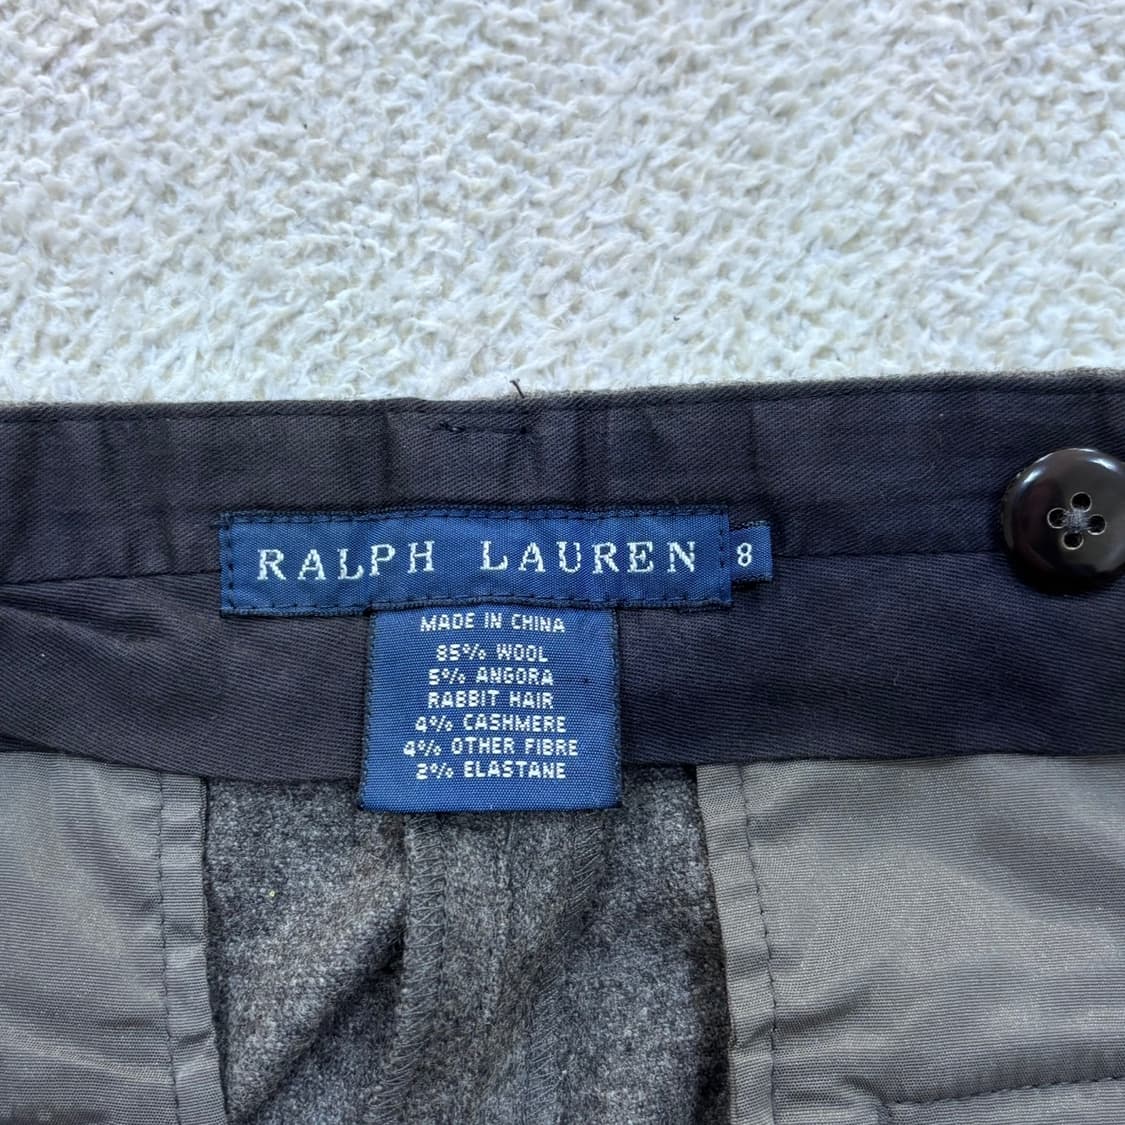 RALPH LAUREN 8
MADE IN CHINA
85% WOOL
5% ANGORA
RABBIT HAIR
4% CASHMERE
4% OTHER FIBRE
2% ELASTANE